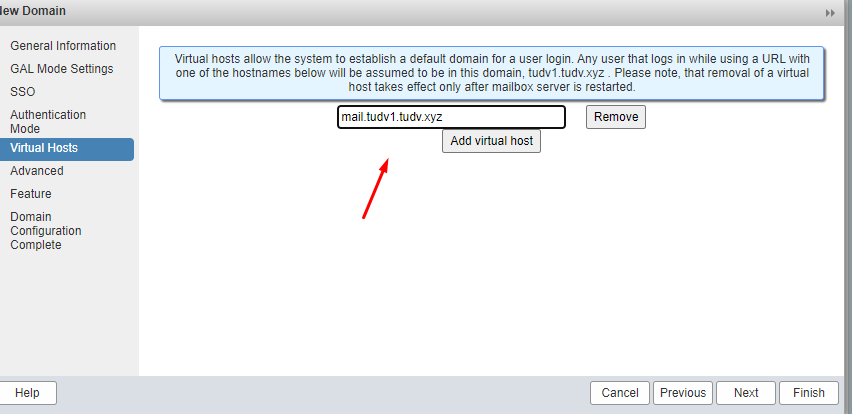 New Domain
General Information
GAL Mode Settings
SSO
Authentication
Mode
Virtual Hosts
Advanced
Feature
Domain
Configuration
Complete
Virtual hosts allow the system to establish a default domain for a user login. Any user that logs in while using a URL with
one of the hostnames below will be assumed to be in this domain, tudv1.tudv.xyz . Please note, that removal of a virtual
host takes effect only after mailbox server is restarted.
mail.tudv1.tudv.xyz
Remove
Add virtual host
Help
Cancel
Previous
Next
Finish